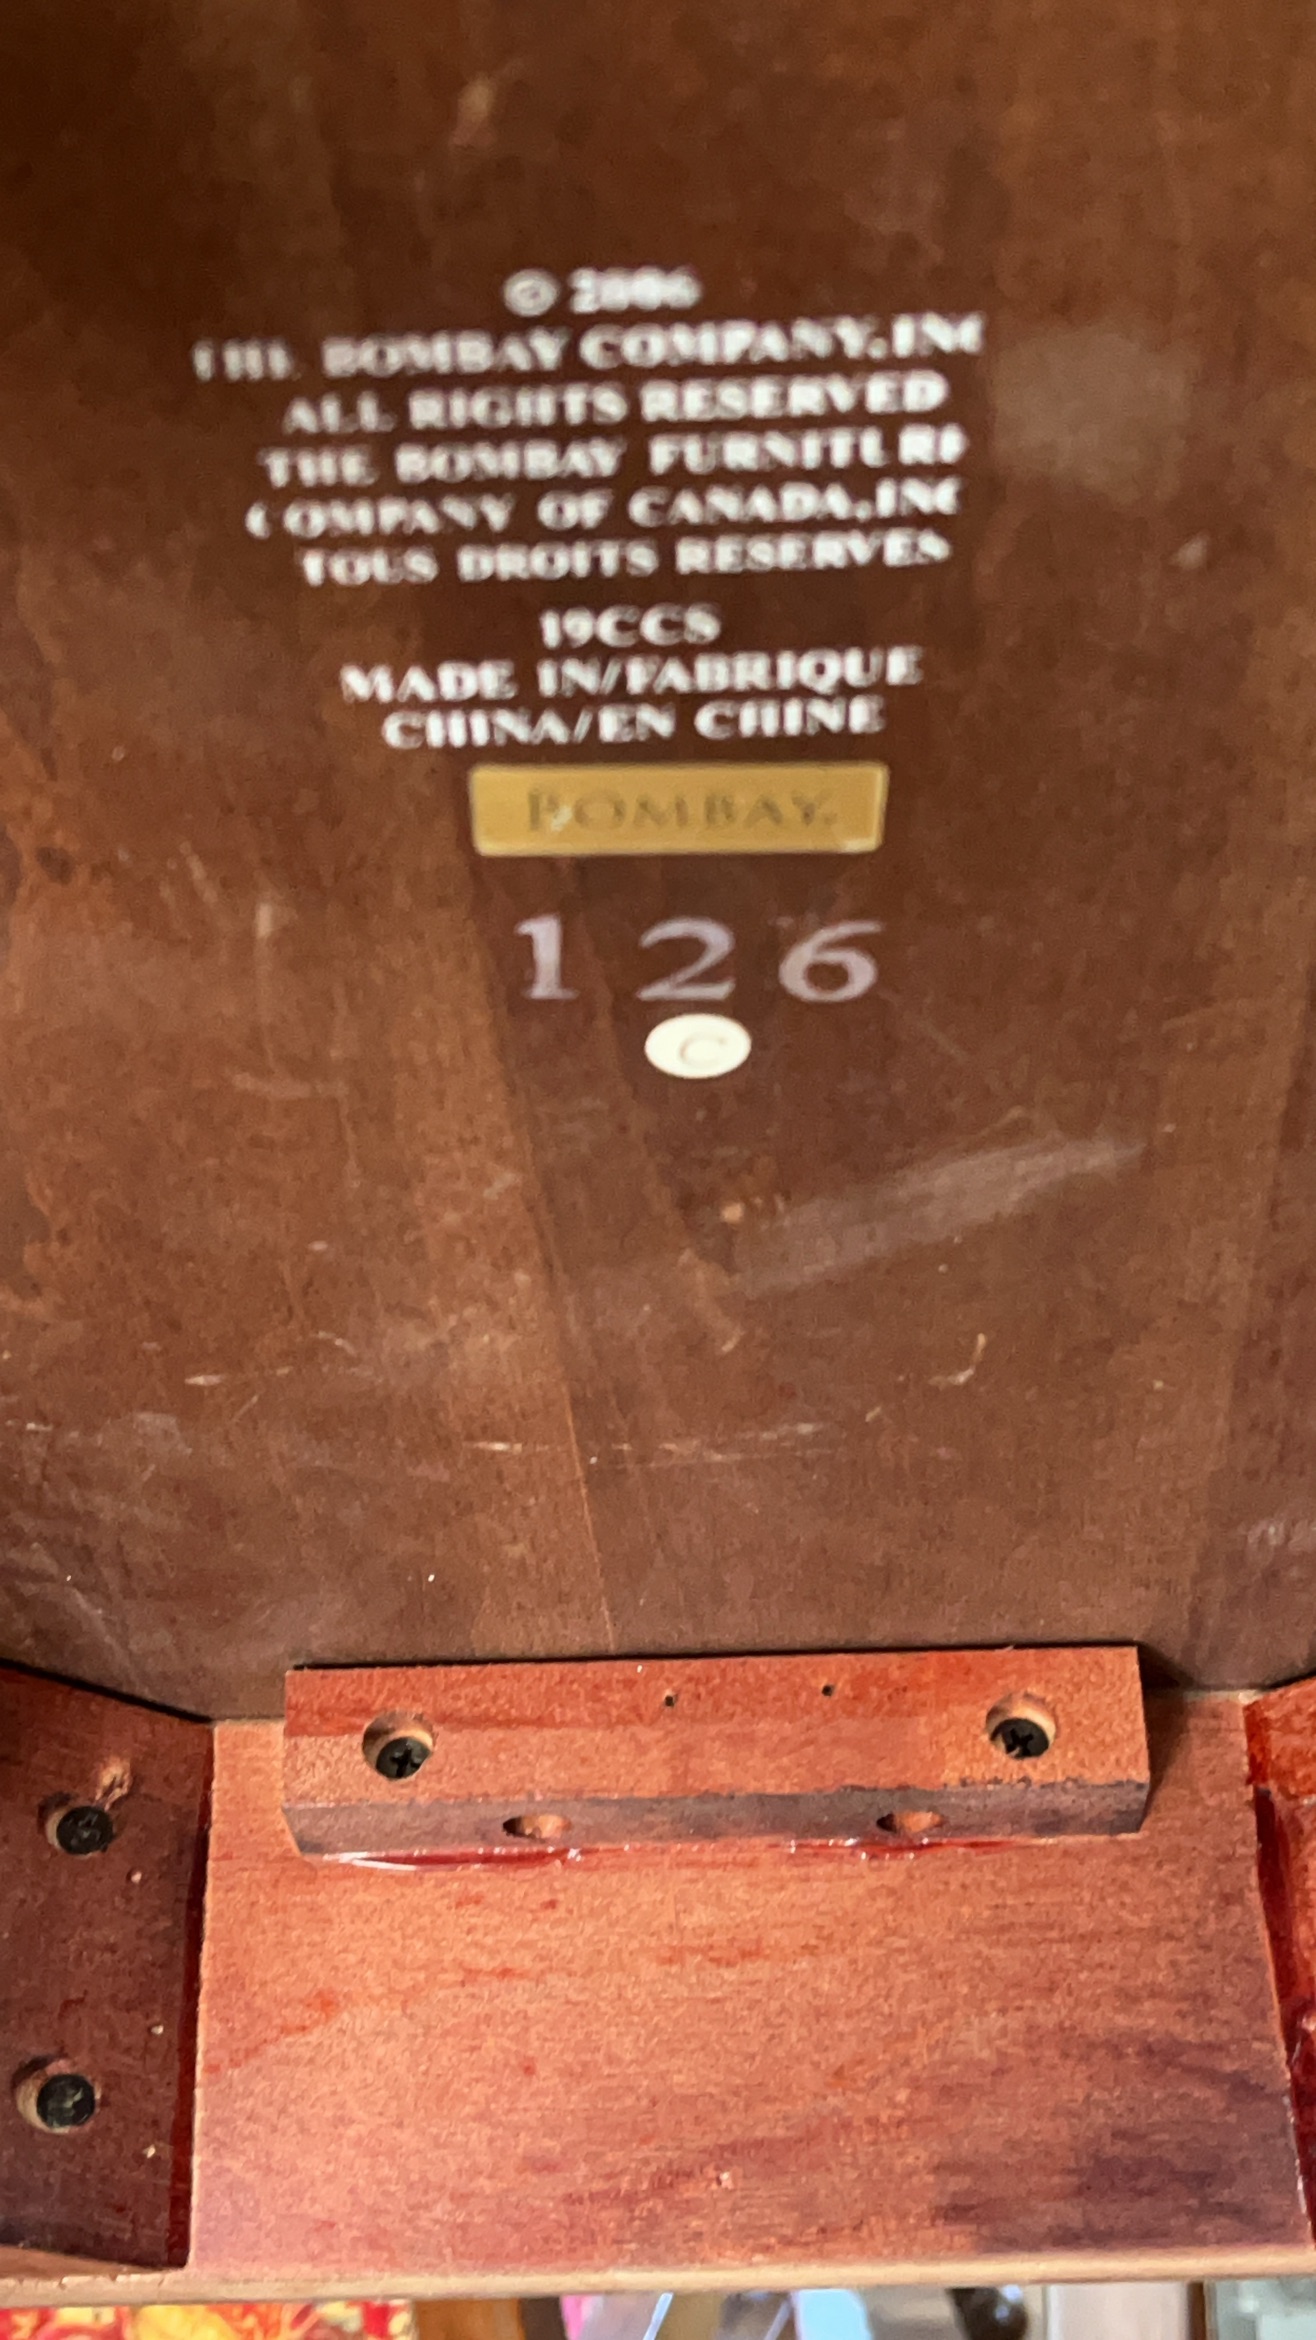 © 2006
THE BOMBAY COMPANY, INC
ALL RIGHTS RESERVED
THE BOMBAY FURNITURE
COMPANY OF CANADA, INC
TOUS DROITS RESERVES
19CCS
MADE IN/FABRIQUE
CHINA/EN CHINE
BOMBAY
126
C